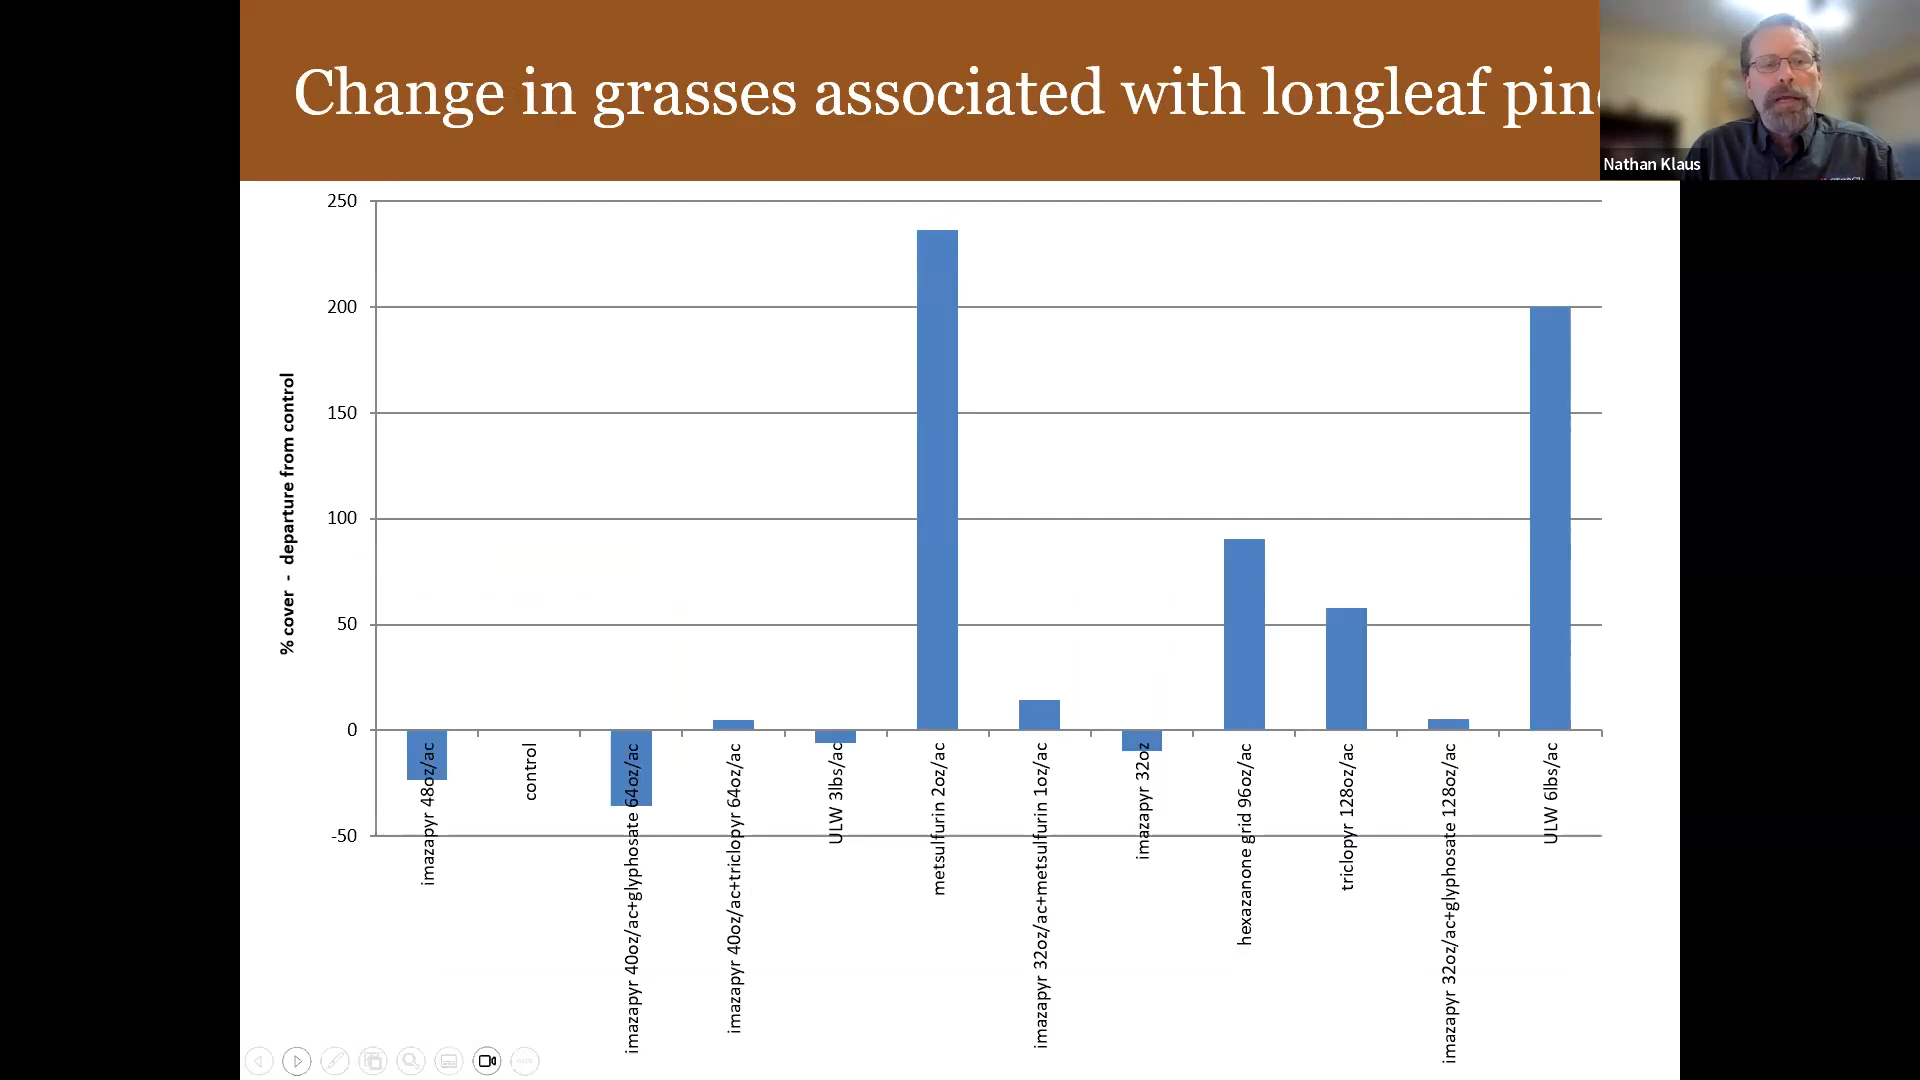 Change in grasses associated with longleaf pin
Nathan Klaus
250
200
150
100
50
0
-50
% cover - departure from control
imazapyr 48oz/ac
control
imazapyr 40oz/ac+glyphosate 64oz/ac
imazapyr 40oz/ac+triclopyr 64oz/ac
ULW 3lbs/ac
metsulfurin 2oz/ac
imazapyr 32oz/ac+metsulfurin 1oz/ac
imazapyr 32oz
hexazanone grid 96oz/ac
triclopyr 128oz/ac
imazapyr 32oz/ac+glyphosate 128oz/ac
ULW 6lbs/ac